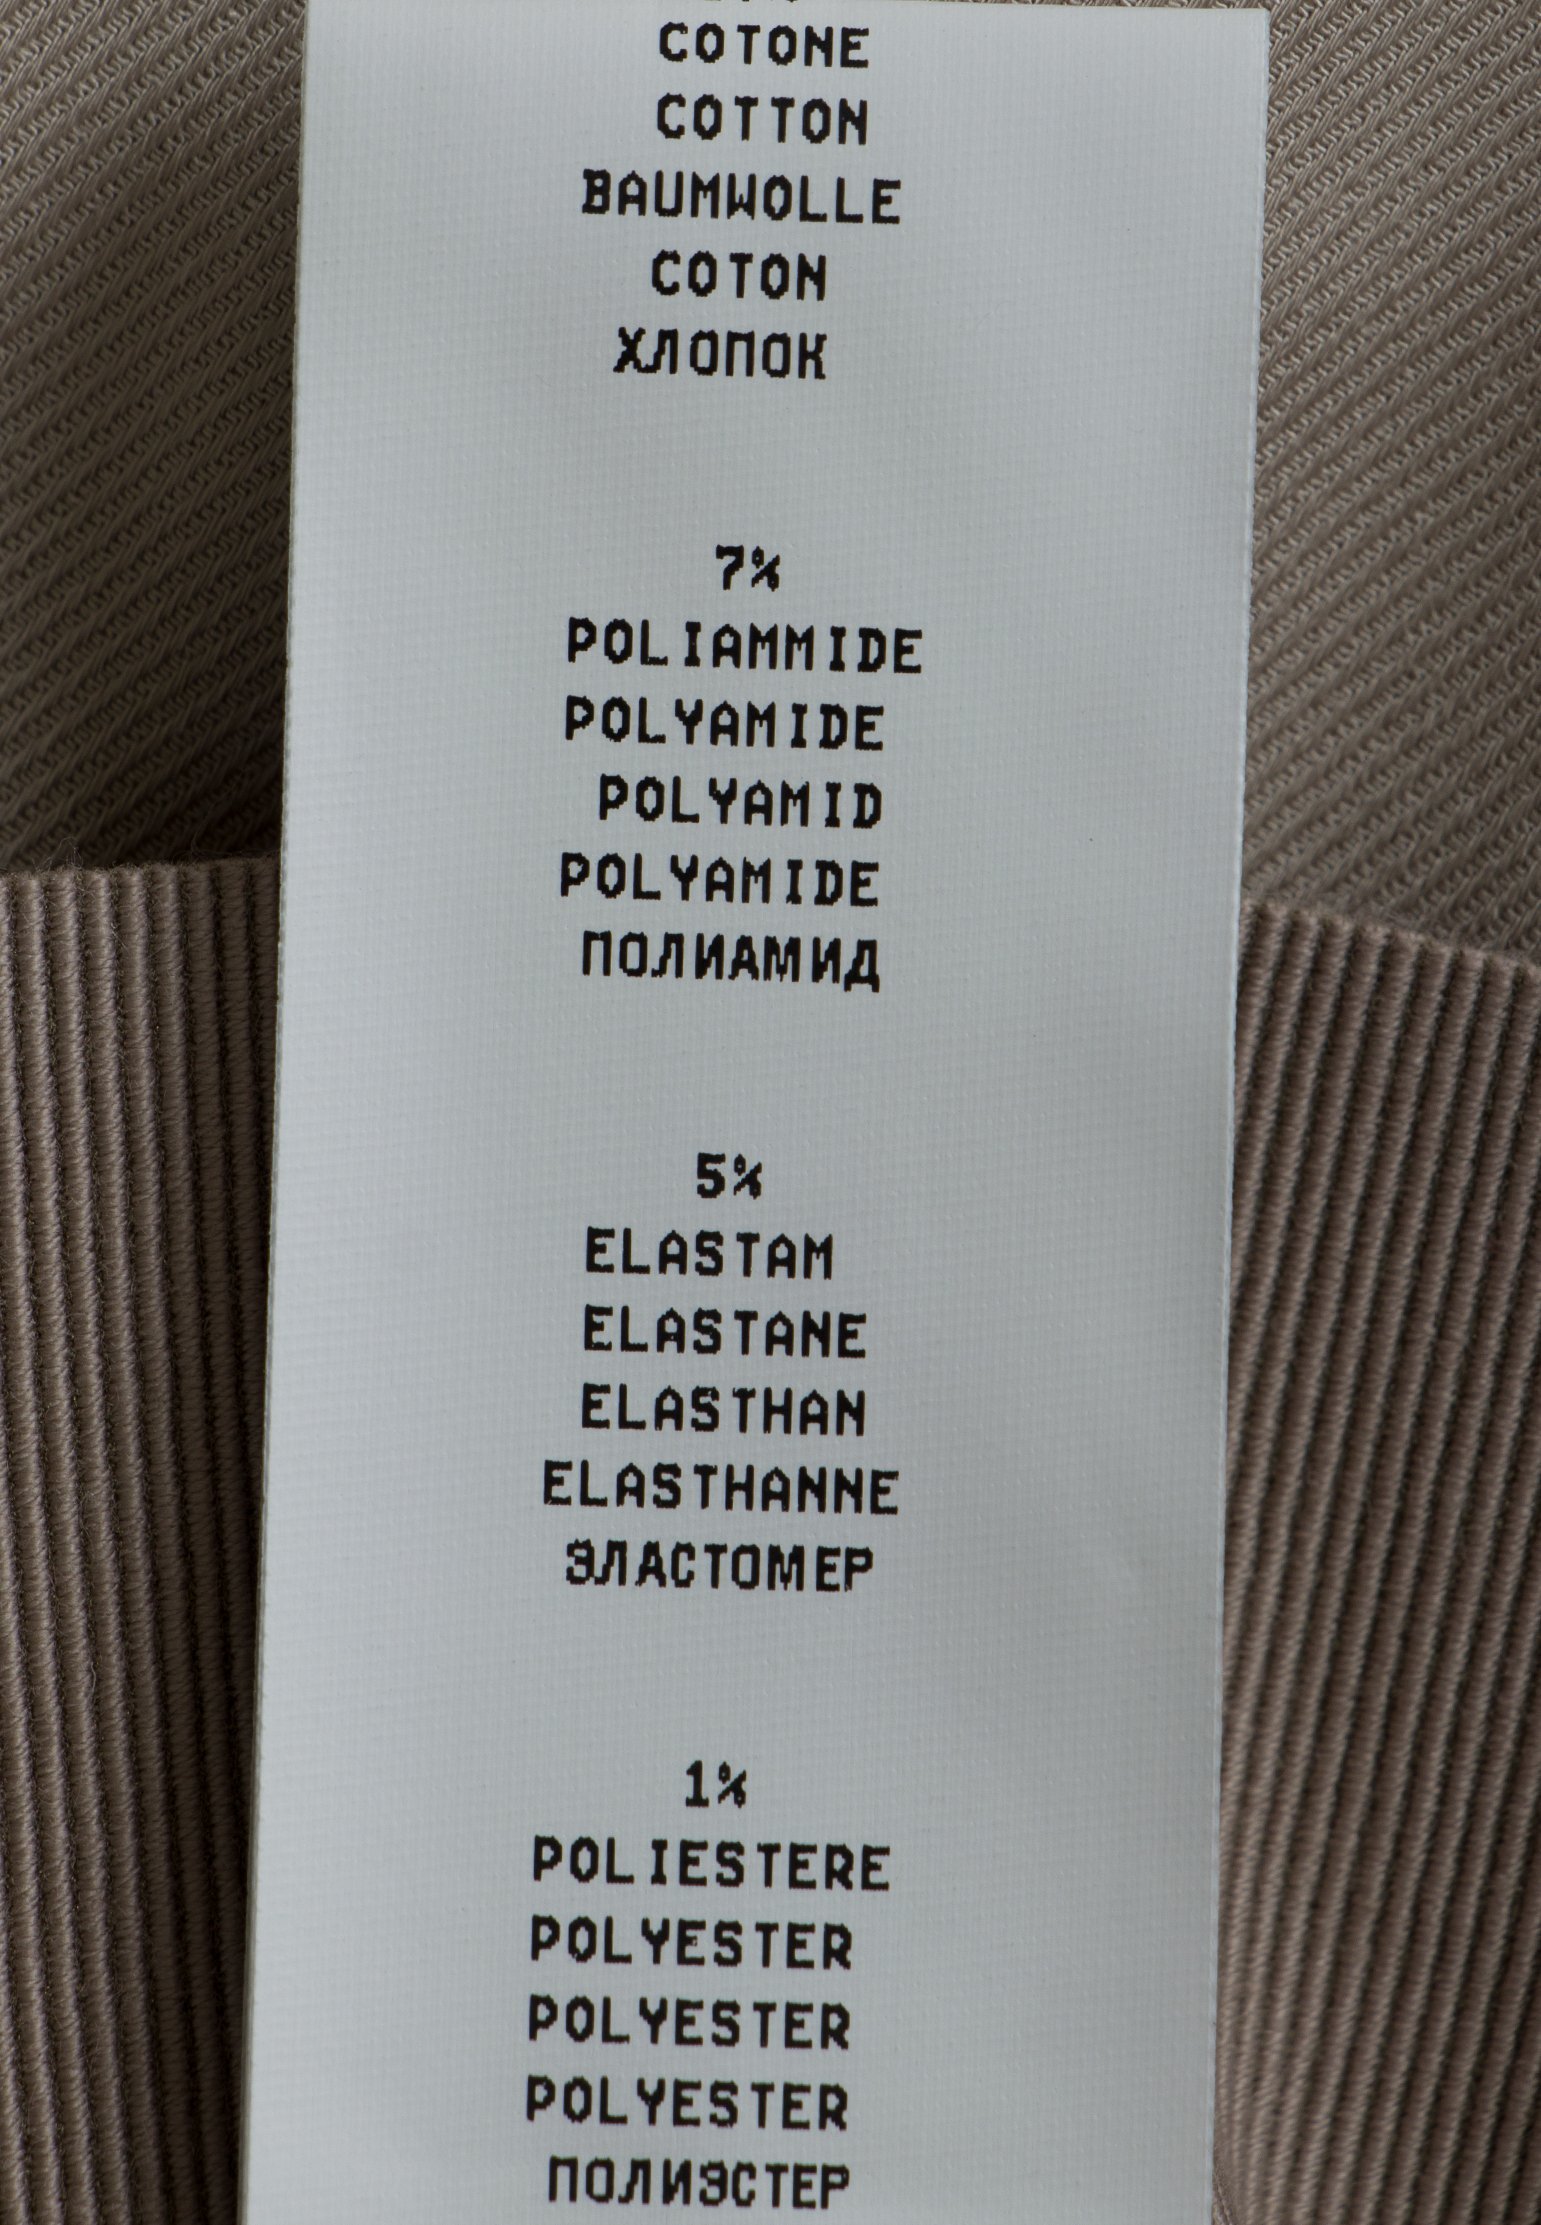 COTONE
COTTON
BAUMWOLLE
COTON
ХЛОПОК
7%
POLIAMMIDE
POLYAMIDE
POLYAMID
POLYAMIDE
ПОЛИАМИД
5%
ELASTAM
ELASTANE
ELASTHAN
ELASTHANNE
ЭЛАСТОМЕР
1%
POLIESTERE
POLYESTER
POLYESTER
POLYESTER
ПОЛИЭСТЕР